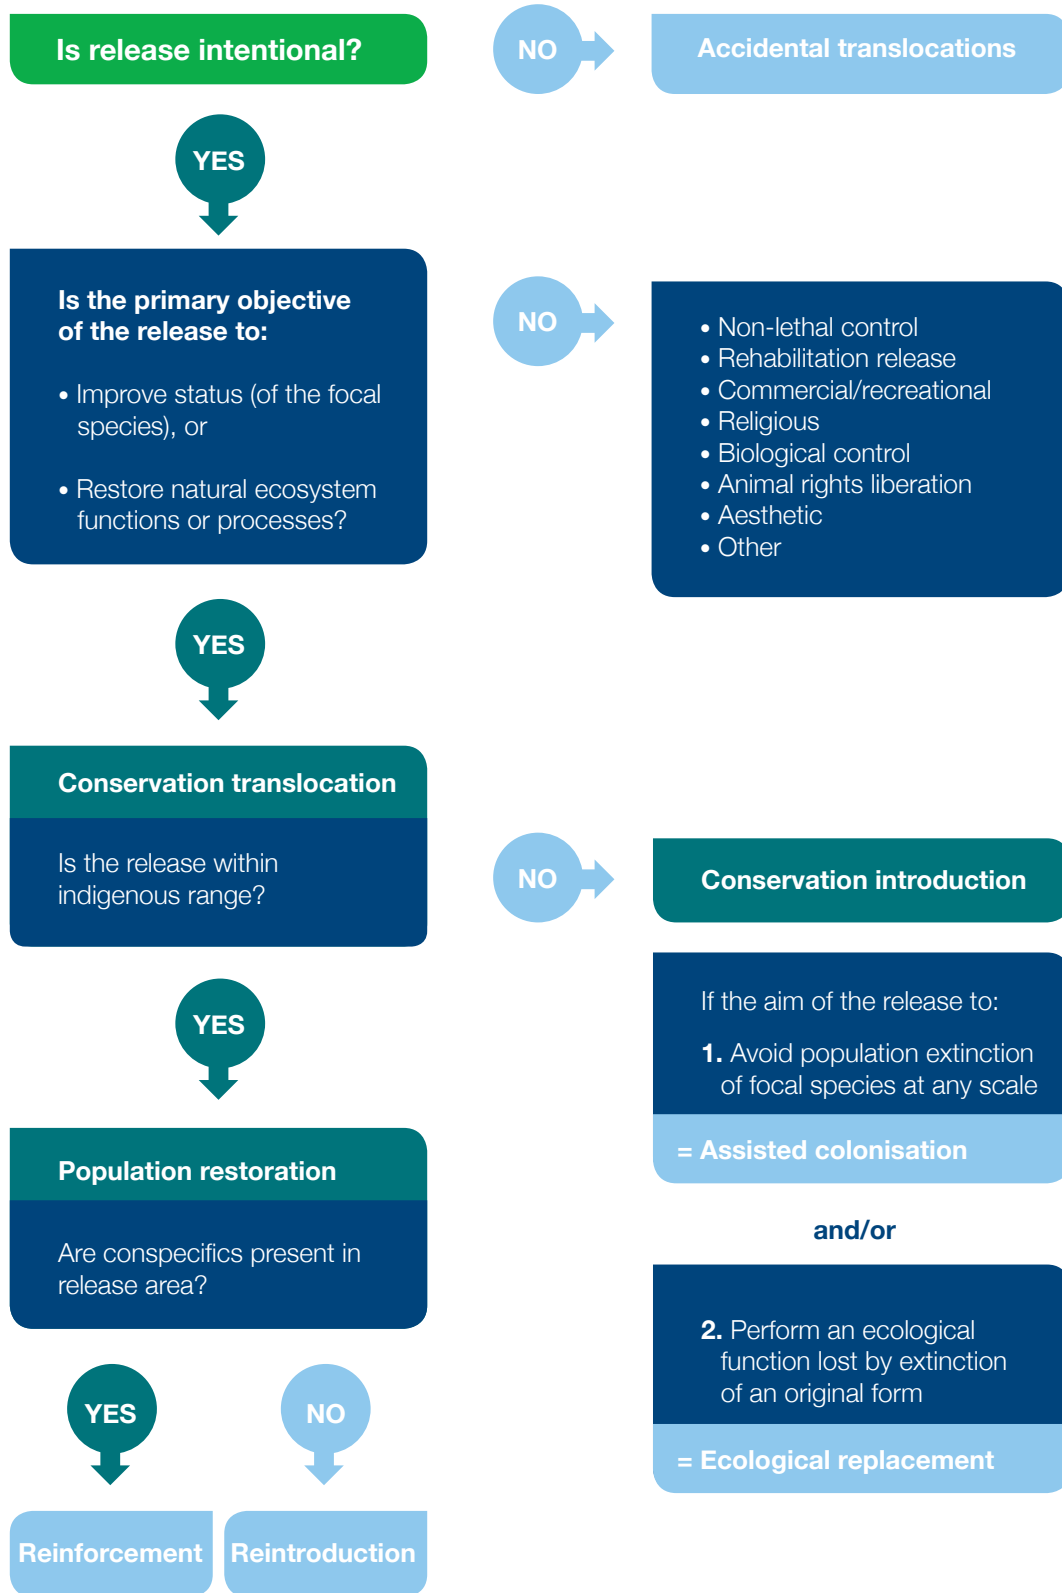 Is release intentional?
NO
Accidental translocations
YES
Is the primary objective
of the release to:
• Improve status (of the focal
species), or
• Restore natural ecosystem
functions or processes?
NO
• Non-lethal control
• Rehabilitation release
• Commercial/recreational
• Religious
• Biological control
• Animal rights liberation
• Aesthetic
• Other
YES
Conservation translocation
Is the release within
indigenous range?
NO
Conservation introduction
If the aim of the release to:
1. Avoid population extinction
of focal species at any scale
= Assisted colonisation
and/or
2. Perform an ecological
function lost by extinction
of an original form
= Ecological replacement
YES
Population restoration
Are conspecifics present in
release area?
YES
NO
Reinforcement
Reintroduction